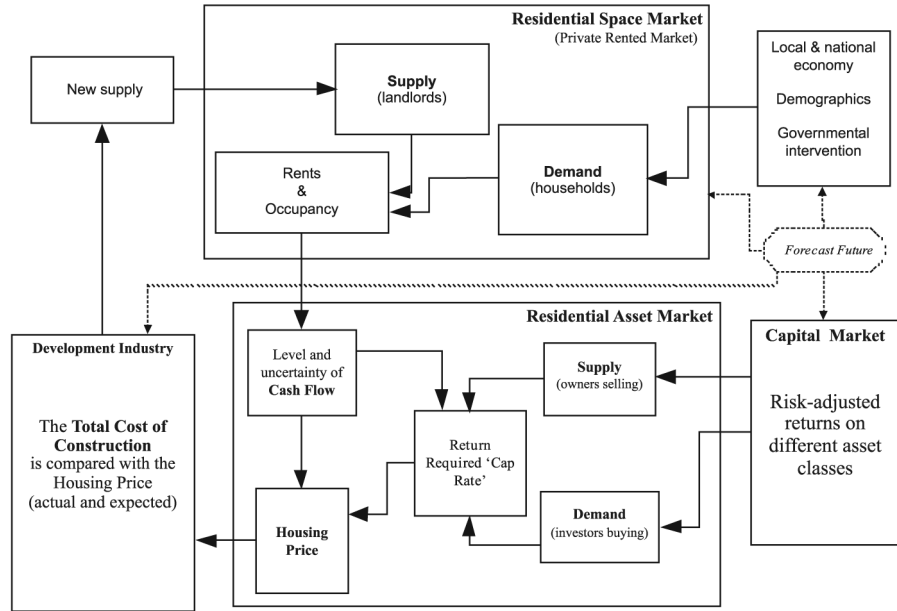 Residential Space Market
(Private Rented Market)
Local & national
economy
Demographics
Governmental
intervention
New supply
Supply
(landlords)
Rents
&
Occupancy
Demand
(households)
Forecast Future
Residential Asset Market
Development Industry
The Total Cost of
Construction
is compared with the
Housing Price
(actual and expected)
Level and
uncertainty of
Cash Flow
Supply
(owners selling)
Return
Required ‘Cap
Rate’
Demand
(investors buying)
Housing
Price
Capital Market
Risk-adjusted
returns on
different asset
classes